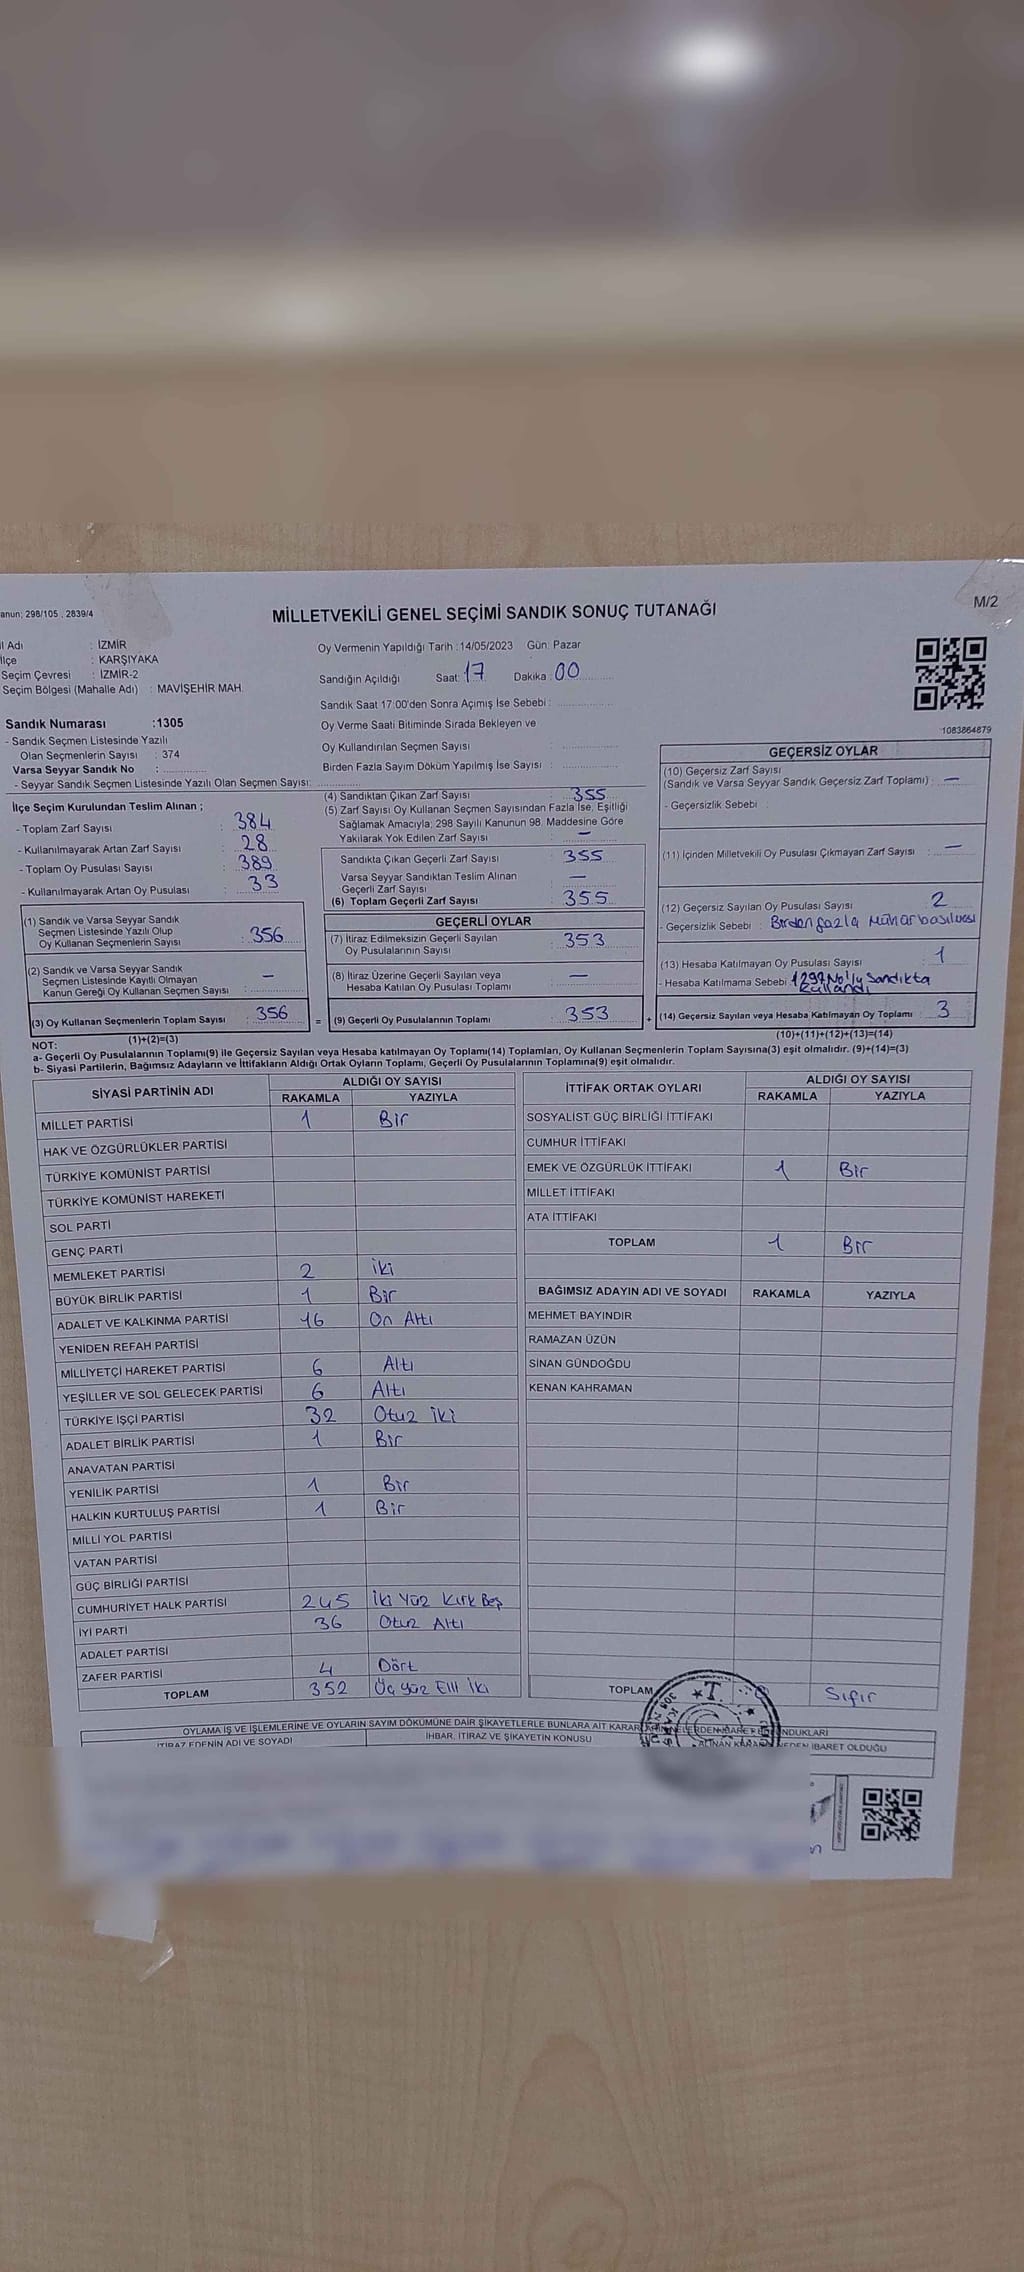 anun; 298/105 . 2839/4
MİLLETVEKİLİ GENEL SEÇİMİ SANDIK SONUÇ TUTANAĞI
M/2
l Adı : İZMİR
lçe : KARŞIYAKA
Seçim Çevresi : İZMİR-2
Seçim Bölgesi (Mahalle Adı) : MAVİŞEHİR MAH.
Sandık Numarası :1305
- Sandık Seçmen Listesinde Yazılı
Olan Seçmenlerin Sayısı : 374
Varsa Seyyar Sandık No :
- Seyyar Sandık Seçmen Listesinde Yazılı Olan Seçmen Sayısı:
Oy Vermenin Yapıldığı Tarih :14/05/2023 Gün: Pazar
Sandığın Açıldığı Saat: 17 Dakika : 00
Sandık Saat 17:00'den Sonra Açımış İse Sebebi :
Oy Verme Saati Bitiminde Sırada Bekleyen ve
Oy Kullandırılan Seçmen Sayısı :
Birden Fazla Sayım Döküm Yapılmış İse Sayısı :
1083864679
İlçe Seçim Kurulundan Teslim Alınan ;
- Toplam Zarf Sayısı : 384
- Kullanılmayarak Artan Zarf Sayısı : 28
- Toplam Oy Pusulası Sayısı : 389
- Kullanılmayarak Artan Oy Pusulası : 33
(1) Sandık ve Varsa Seyyar Sandık
Seçmen Listesinde Yazılı Olup
Oy Kullanan Seçmenlerin Sayısı : 356
(2) Sandık ve Varsa Seyyar Sandık
Seçmen Listesinde Kayıtlı Olmayan
Kanun Gereği Oy Kullanan Seçmen Sayısı : –
(3) Oy Kullanan Seçmenlerin Toplam Sayısı : 356
(1)+(2)=(3)
(4) Sandıktan Çıkan Zarf Sayısı : 355
(5) Zarf Sayısı Oy Kullanan Seçmen Sayısından Fazla İse, Eşitliği
Sağlamak Amacıyla; 298 Sayılı Kanunun 98. Maddesine Göre
Yakılarak Yok Edilen Zarf Sayısı : –
Sandıkta Çıkan Geçerli Zarf Sayısı : 355
Varsa Seyyar Sandıktan Teslim Alınan
Geçerli Zarf Sayısı : –
(6) Toplam Geçerli Zarf Sayısı : 355
GEÇERLİ OYLAR
(7) İtiraz Edilmeksizin Geçerli Sayılan
Oy Pusulalarının Sayısı : 353
(8) İtiraz Üzerine Geçerli Sayılan veya
Hesaba Katılan Oy Pusulası Toplamı : –
= (9) Geçerli Oy Pusulalarının Toplamı : 353 +
GEÇERSİZ OYLAR
(10) Geçersiz Zarf Sayısı
(Sandık ve Varsa Seyyar Sandık Geçersiz Zarf Toplamı) : –
- Geçersizlik Sebebi :
(11) İçinden Milletvekili Oy Pusulası Çıkmayan Zarf Sayısı : –
(12) Geçersiz Sayılan Oy Pusulası Sayısı : 2
- Geçersizlik Sebebi : Birden fazla Mühür basılması
(13) Hesaba Katılmayan Oy Pusulası Sayısı : 1
- Hesaba Katılmama Sebebi : 1297 No'lu Sandıkta
Kullandı
(14) Geçersiz Sayılan veya Hesaba Katılmayan Oy Toplamı : 3
(10)+(11)+(12)+(13)=(14)
NOT:
a- Geçerli Oy Pusulalarının Toplamı(9) ile Geçersiz Sayılan veya Hesaba katılmayan Oy Toplamı(14) Toplamları, Oy Kullanan Seçmenlerin Toplam Sayısına(3) eşit olmalıdır. (9)+(14)=(3)
b- Siyasi Partilerin, Bağımsız Adayların ve İttifakların Aldığı Ortak Oyların Toplamı, Geçerli Oy Pusulalarının Toplamına(9) eşit olmalıdır.
SİYASİ PARTİNİN ADI ALDIĞI OY SAYISI
RAKAMLA YAZIYLA
MİLLET PARTİSİ 1 Bir
HAK VE ÖZGÜRLÜKLER PARTİSİ
TÜRKİYE KOMÜNİST PARTİSİ
TÜRKİYE KOMÜNİST HAREKETİ
SOL PARTİ
GENÇ PARTİ
MEMLEKET PARTİSİ 2 iki
BÜYÜK BİRLİK PARTİSİ 1 Bir
ADALET VE KALKINMA PARTİSİ 16 On Altı
YENİDEN REFAH PARTİSİ
MİLLİYETÇİ HAREKET PARTİSİ 6 Altı
YEŞİLLER VE SOL GELECEK PARTİSİ 6 Altı
TÜRKİYE İŞÇİ PARTİSİ 32 Otuz iki
ADALET BİRLİK PARTİSİ 1 Bir
ANAVATAN PARTİSİ
YENİLİK PARTİSİ 1 Bir
HALKIN KURTULUŞ PARTİSİ 1 Bir
MİLLİ YOL PARTİSİ
VATAN PARTİSİ
GÜÇ BİRLİĞİ PARTİSİ
CUMHURİYET HALK PARTİSİ 245 İki Yüz Kırk Beş
İYİ PARTİ 36 Otuz Altı
ADALET PARTİSİ
ZAFER PARTİSİ 4 Dört
TOPLAM 352 Üç Yüz Elli İki
İTTİFAK ORTAK OYLARI ALDIĞI OY SAYISI
RAKAMLA YAZIYLA
SOSYALIST GÜÇ BİRLİĞİ İTTİFAKI
CUMHUR İTTİFAKI
EMEK VE ÖZGÜRLÜK İTTİFAKI 1 Bir
MİLLET İTTİFAKI
ATA İTTİFAKI
TOPLAM 1 Bir
BAĞIMSIZ ADAYIN ADI VE SOYADI RAKAMLA YAZIYLA
MEHMET BAYINDIR
RAMAZAN ÜZÜN
SİNAN GÜNDOĞDU
KENAN KAHRAMAN
TOPLAM Sıfır
OYLAMA İŞ VE İŞLEMLERİNE VE OYLARIN SAYIM DÖKÜMÜNE DAİR ŞİKAYETLERLE BUNLARA AİT
İTİRAZ EDENİN ADI VE SOYADI İHBAR, İTİRAZ VE ŞİKAYETİN KONUSU ALINAN NEDEN İBARET OLDUĞU